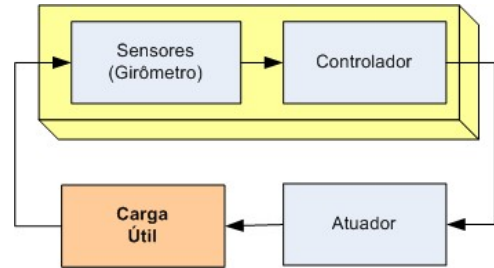 Sensores
(Girômetro)
Controlador
Carga
Útil
Atuador